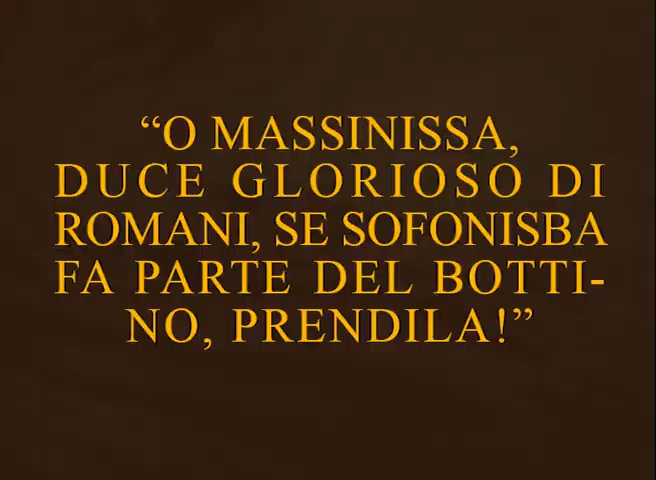 “O MASSINISSA,
DUCE GLORIOSO DI
ROMANI, SE SOFONISBA
FA PARTE DEL BOTTI-
NO, PRENDILA!”